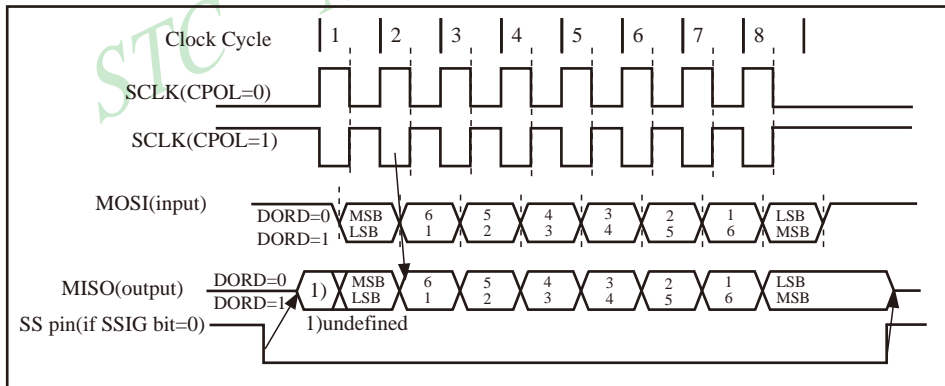 STC
Clock Cycle 1 2 3 4 5 6 7 8
SCLK(CPOL=0)
SCLK(CPOL=1)
MOSI(input)
DORD=0 MSB 6 5 4 3 2 1 LSB
DORD=1 LSB 1 2 3 4 5 6 MSB
MISO(output)
DORD=0 1) MSB 6 5 4 3 2 1 LSB
DORD=1 LSB 1 2 3 4 5 6 MSB
1)undefined
SS pin(if SSIG bit=0)